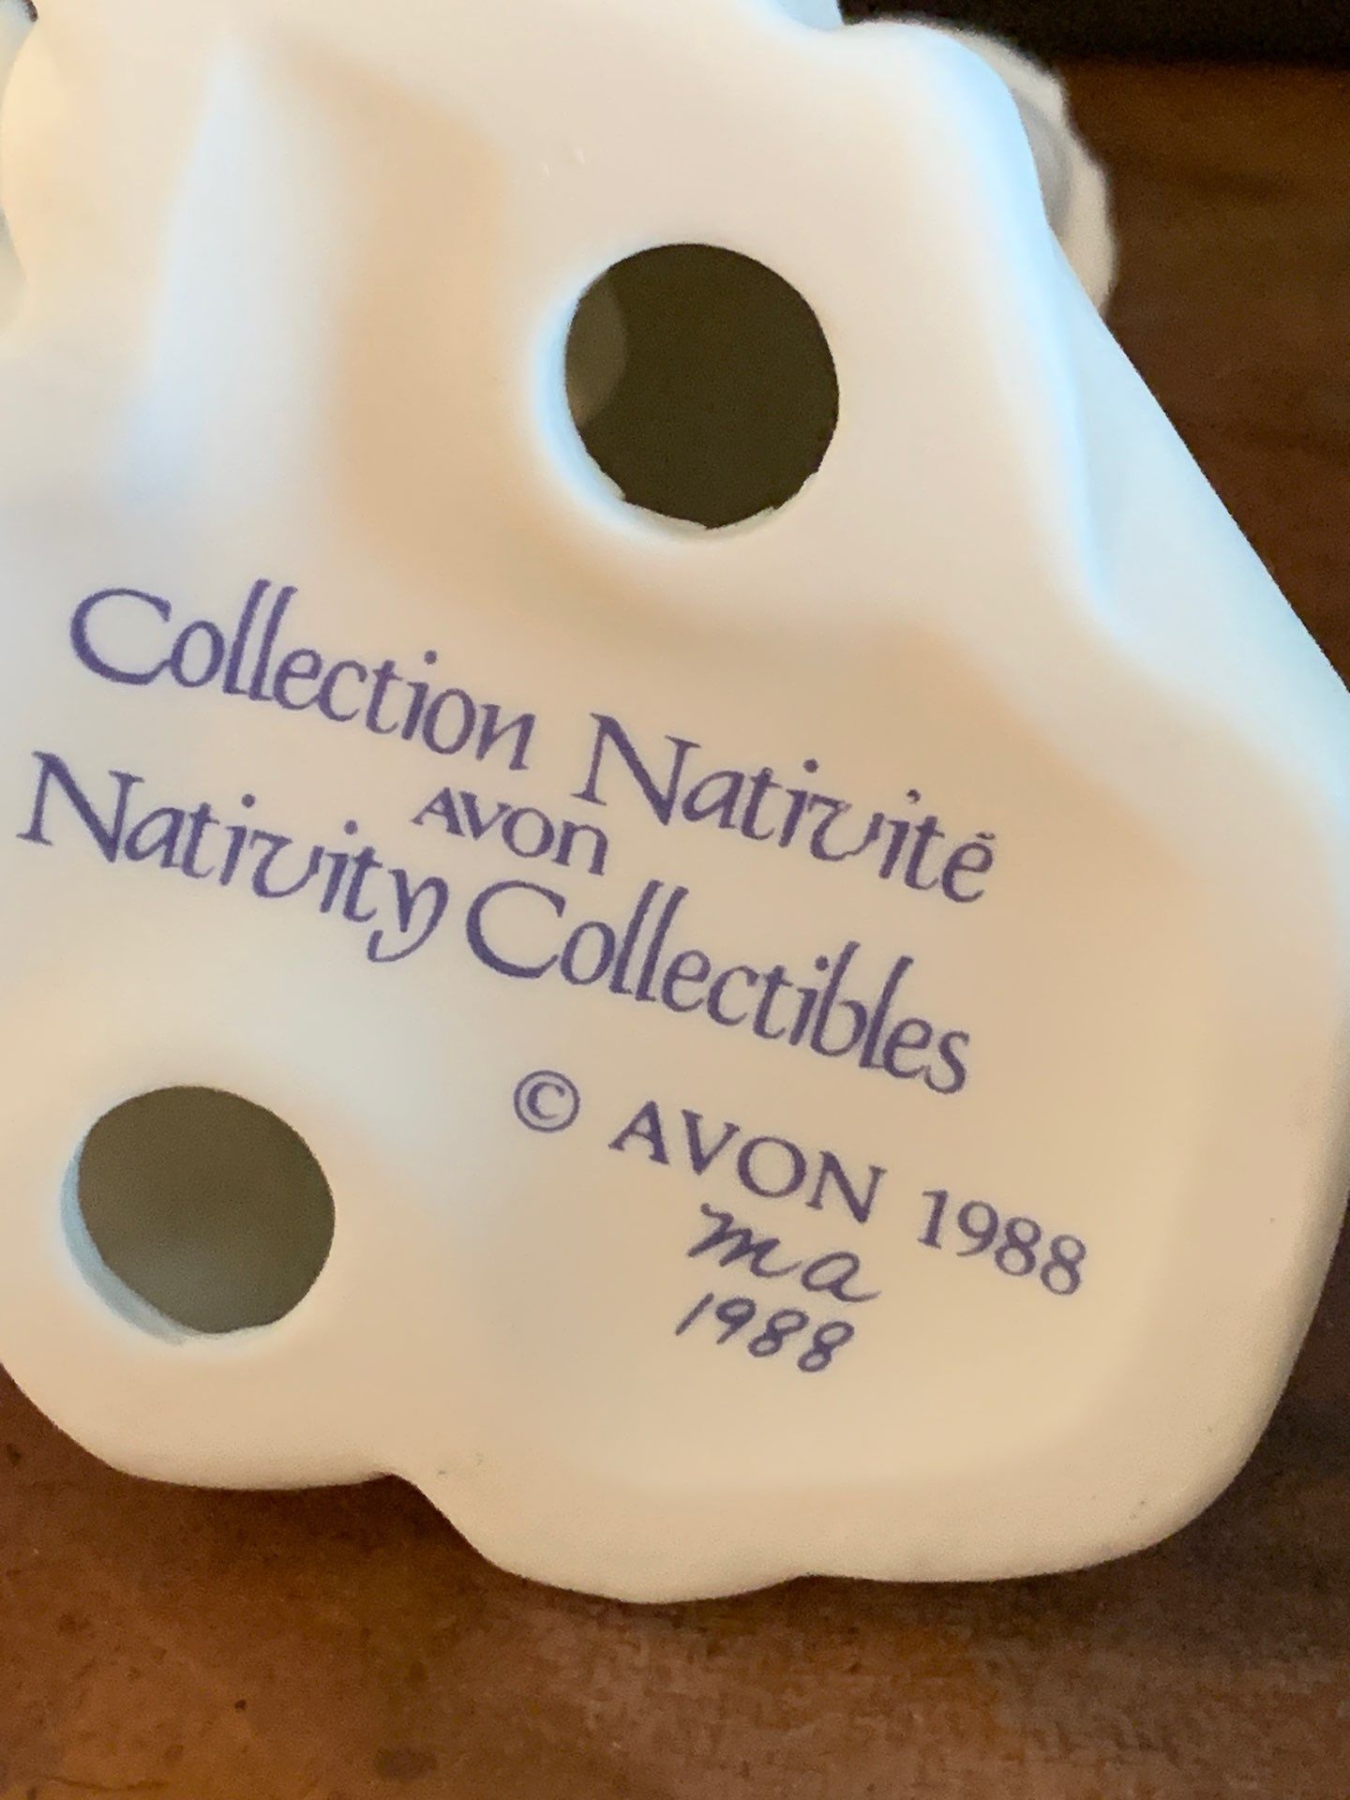 Collection Nativité
AVON
Nativity Collectibles
© AVON 1988
ma
1988